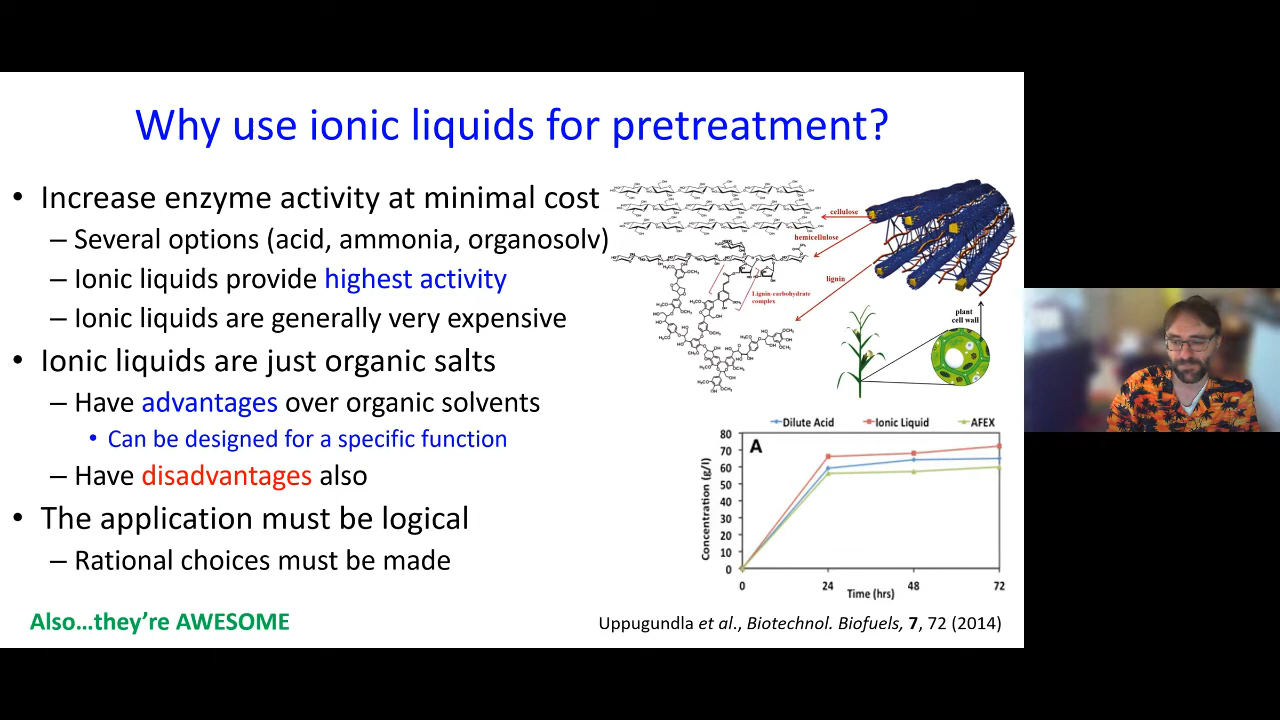 Why use ionic liquids for pretreatment?
• Increase enzyme activity at minimal cost
– Several options (acid, ammonia, organosolv)
– Ionic liquids provide highest activity
– Ionic liquids are generally very expensive
• Ionic liquids are just organic salts
– Have advantages over organic solvents
• Can be designed for a specific function
– Have disadvantages also
• The application must be logical
– Rational choices must be made
Also...they're AWESOME
cellulose
hemicellulose
lignin
Lignin-carbohydrate
complex
plant
cell wall
Dilute Acid
Ionic Liquid
AFEX
A
Concentration (g/l)
80
70
60
50
40
30
20
10
0
0 24 48 72
Time (hrs)
Uppugundla et al., Biotechnol. Biofuels, 7, 72 (2014)